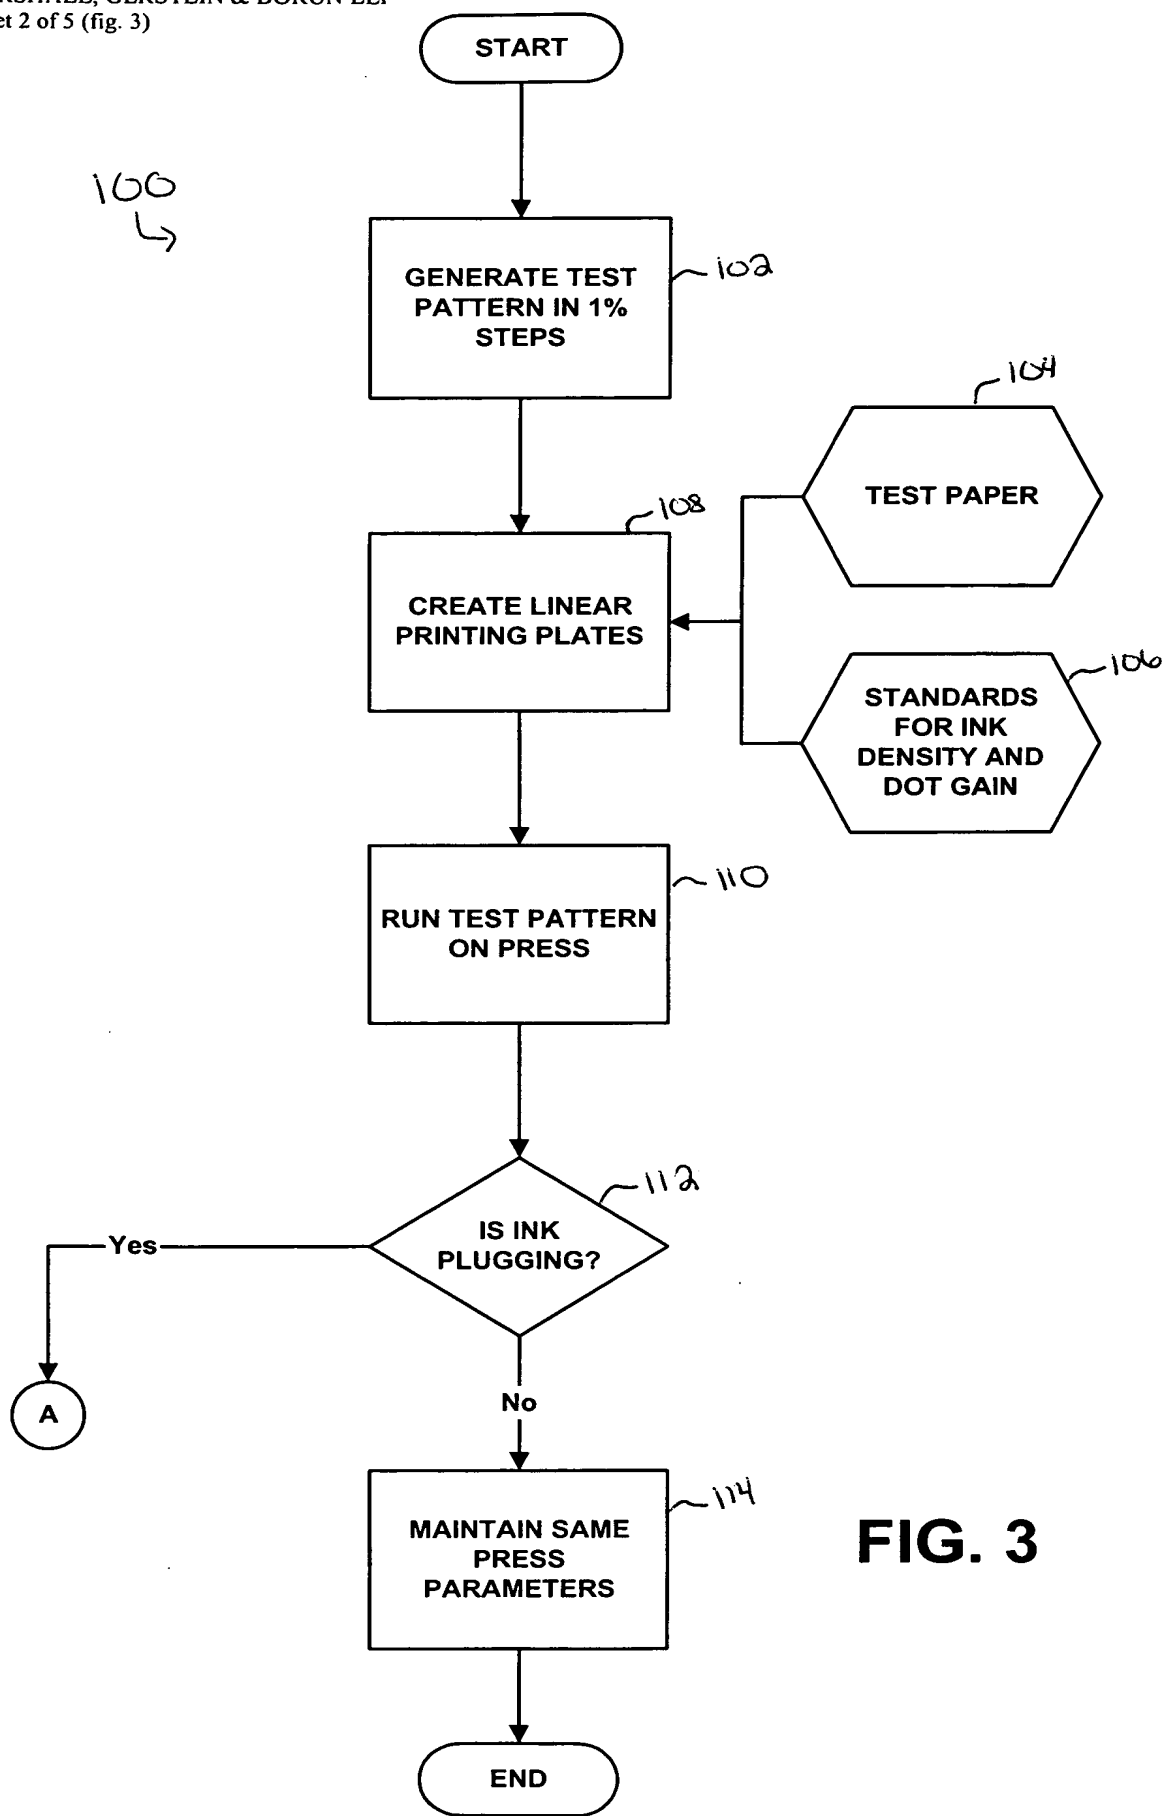 et 2 of 5 (fig. 3)
START
100
GENERATE TEST
PATTERN IN 1%
STEPS
102
104
TEST PAPER
108
CREATE LINEAR
PRINTING PLATES
106
STANDARDS
FOR INK
DENSITY AND
DOT GAIN
110
RUN TEST PATTERN
ON PRESS
112
IS INK
PLUGGING?
Yes
A
No
114
MAINTAIN SAME
PRESS
PARAMETERS
FIG. 3
END